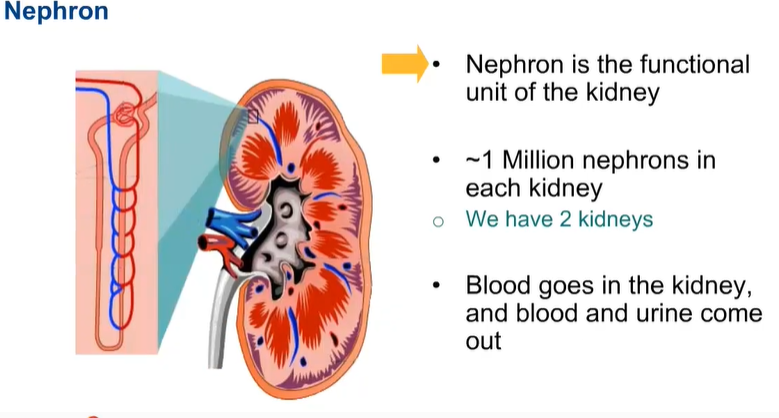 Nephron
• Nephron is the functional
unit of the kidney
• ~1 Million nephrons in
each kidney
o We have 2 kidneys
• Blood goes in the kidney,
and blood and urine come
out